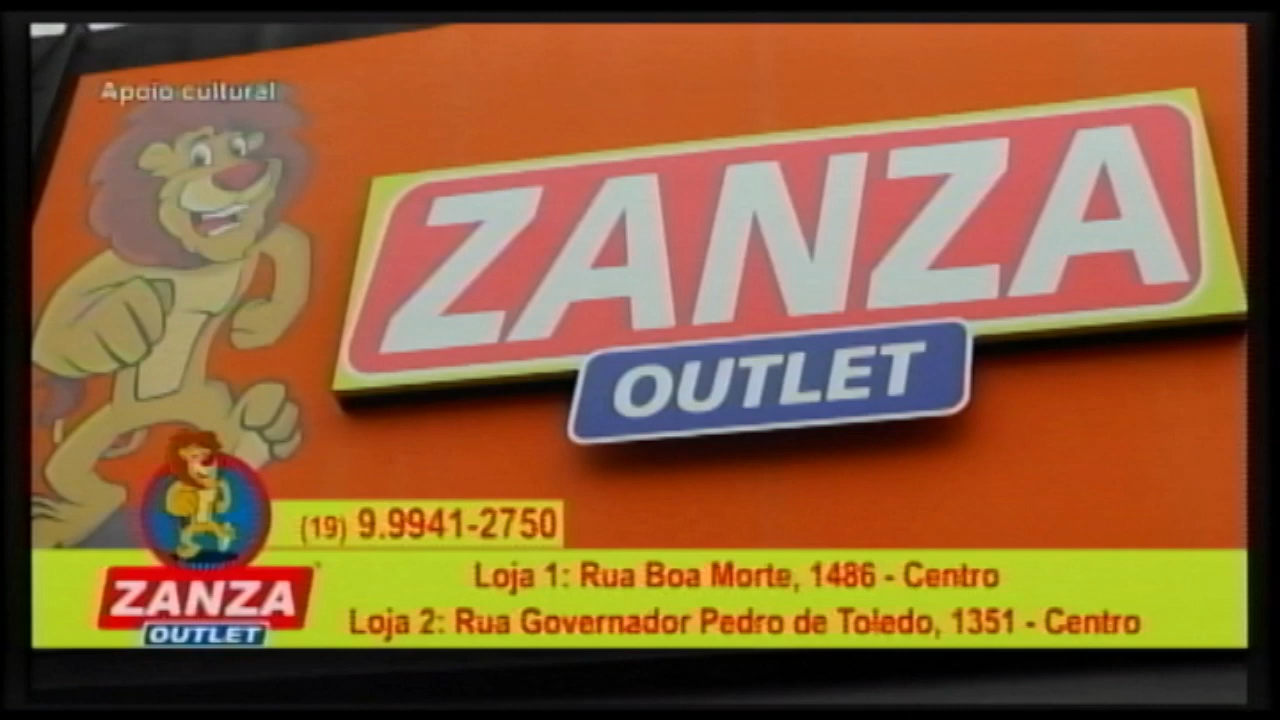 Apoio cultural
ZANZA
OUTLET
(19) 9.9941-2750
Loja 1: Rua Boa Morte, 1486 - Centro
ZANZA
Loja 2: Rua Governador Pedro de Toledo, 1351 - Centro
OUTLET